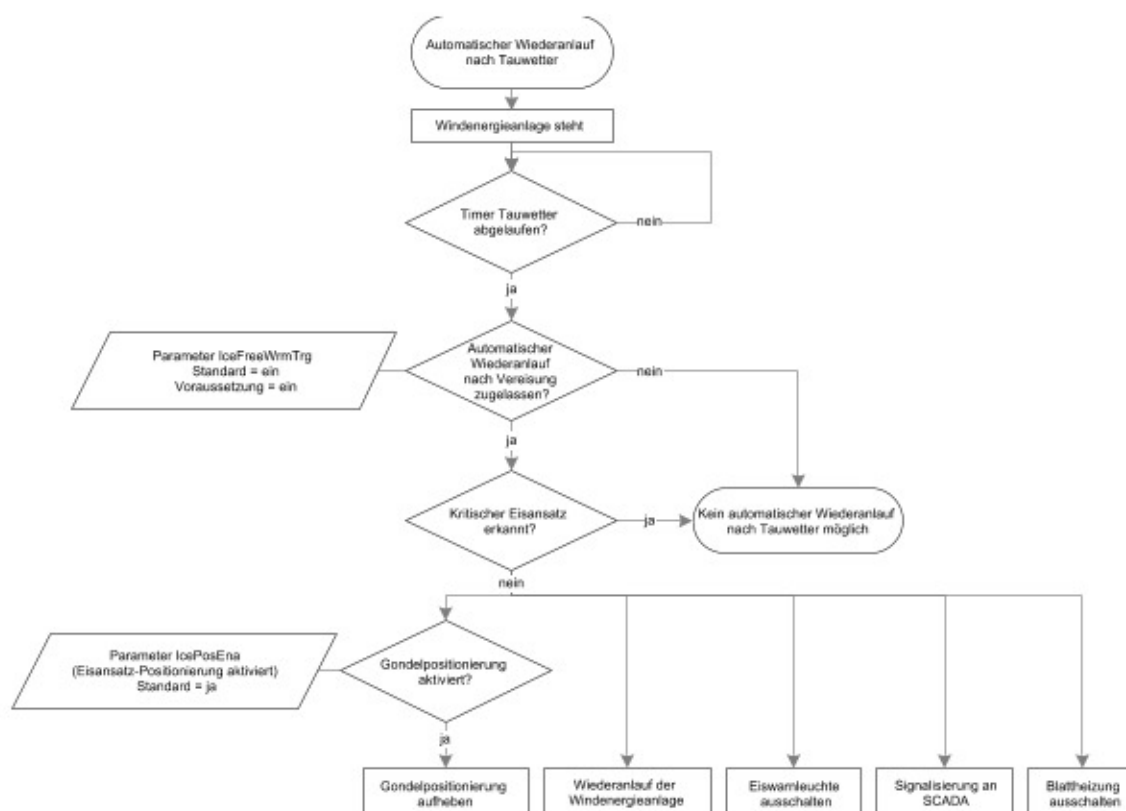 Automatischer Wiederanlauf
nach Tauwetter
Windenergieanlage steht
Timer Tauwetter
abgelaufen?
nein
ja
Parameter IceFreeWrmTrg
Standard = ein
Voraussetzung = ein
Automatischer
Wiederanlauf
nach Vereisung
zugelassen?
nein
ja
Kritischer Eisansatz
erkannt?
ja
Kein automatischer Wiederanlauf
nach Tauwetter möglich
nein
Parameter IcePosEna
(Eisansatz-Positionierung aktiviert)
Standard = ja
Gondelpositionierung
aktiviert?
ja
Gondelpositionierung
aufheben
Wiederanlauf der
Windenergieanlage
Eiswarnleuchte
ausschalten
Signalisierung an
SCADA
Blattheizung
ausschalten